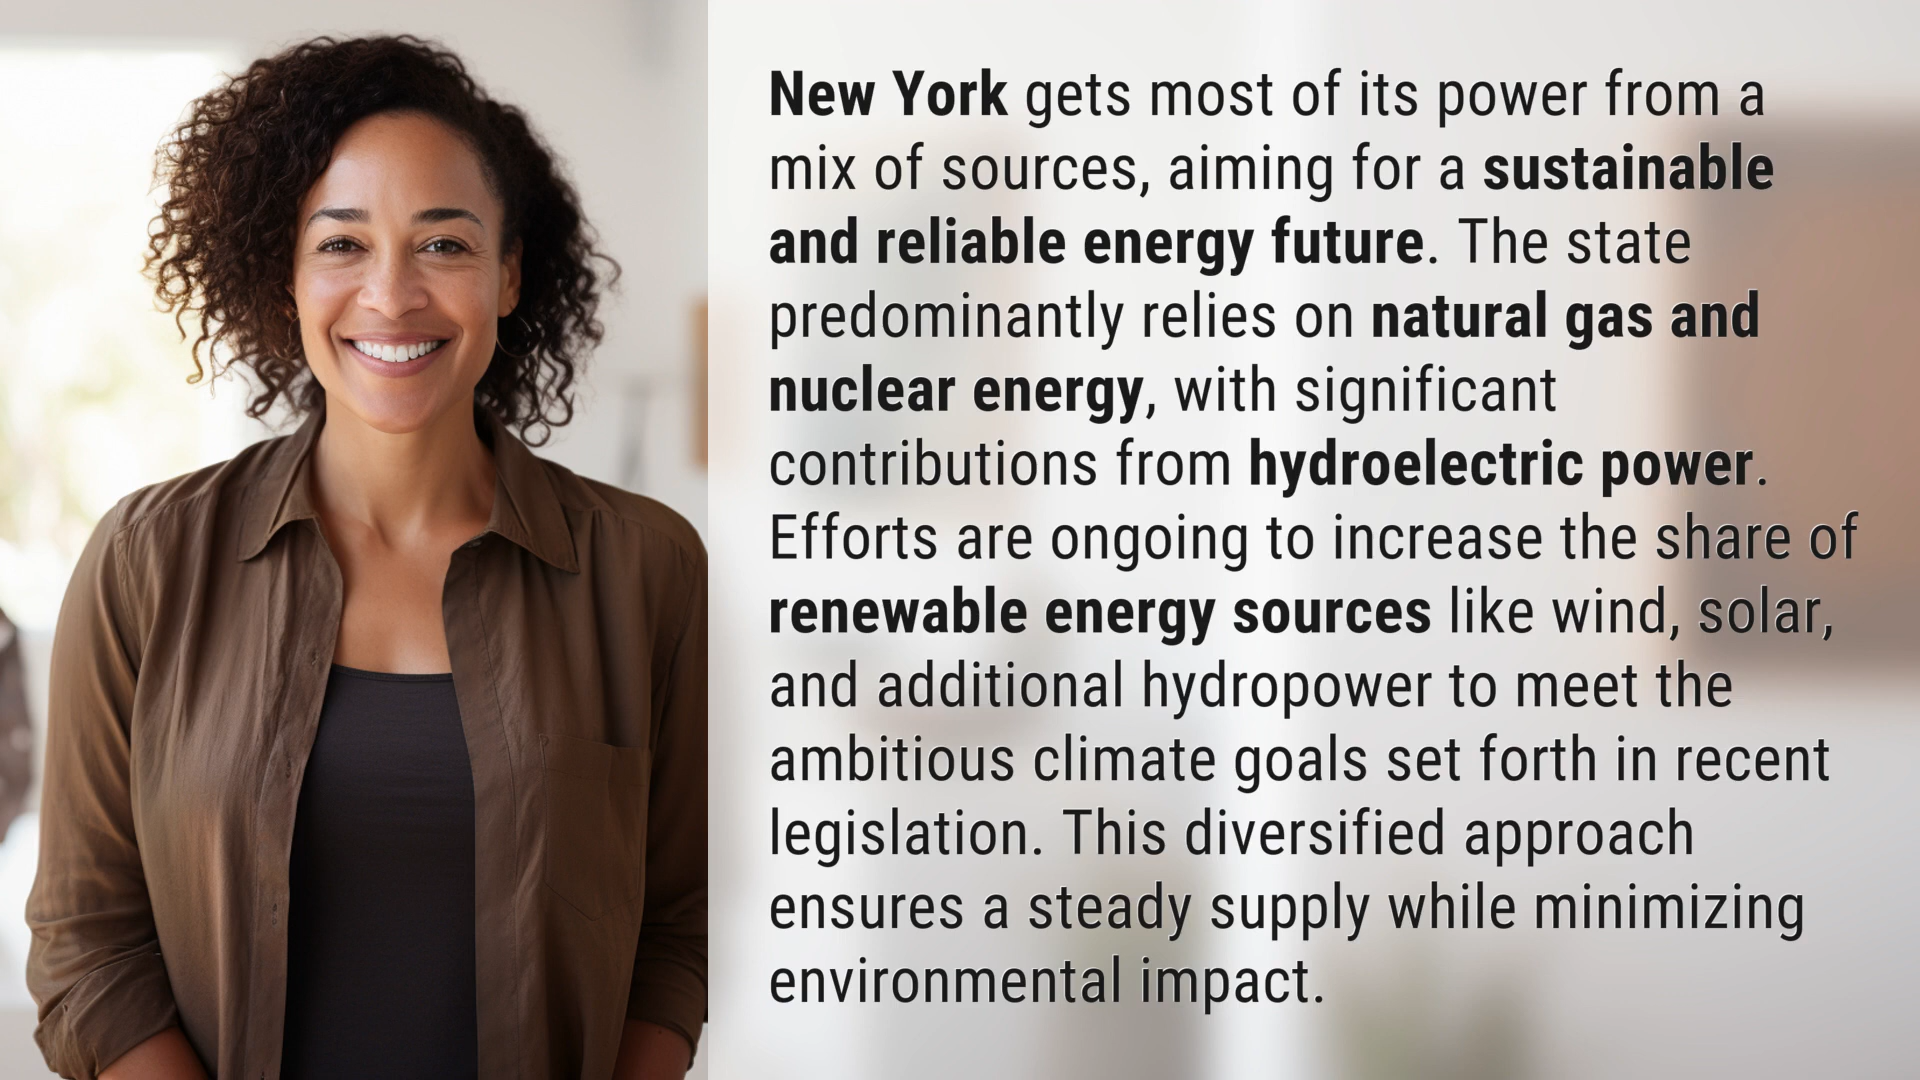 New York gets most of its power from a
mix of sources, aiming for a sustainable
and reliable energy future. The state
predominantly relies on natural gas and
nuclear energy, with significant
contributions from hydroelectric power.
Efforts are ongoing to increase the share of
renewable energy sources like wind, solar,
and additional hydropower to meet the
ambitious climate goals set forth in recent
legislation. This diversified approach
ensures a steady supply while minimizing
environmental impact.